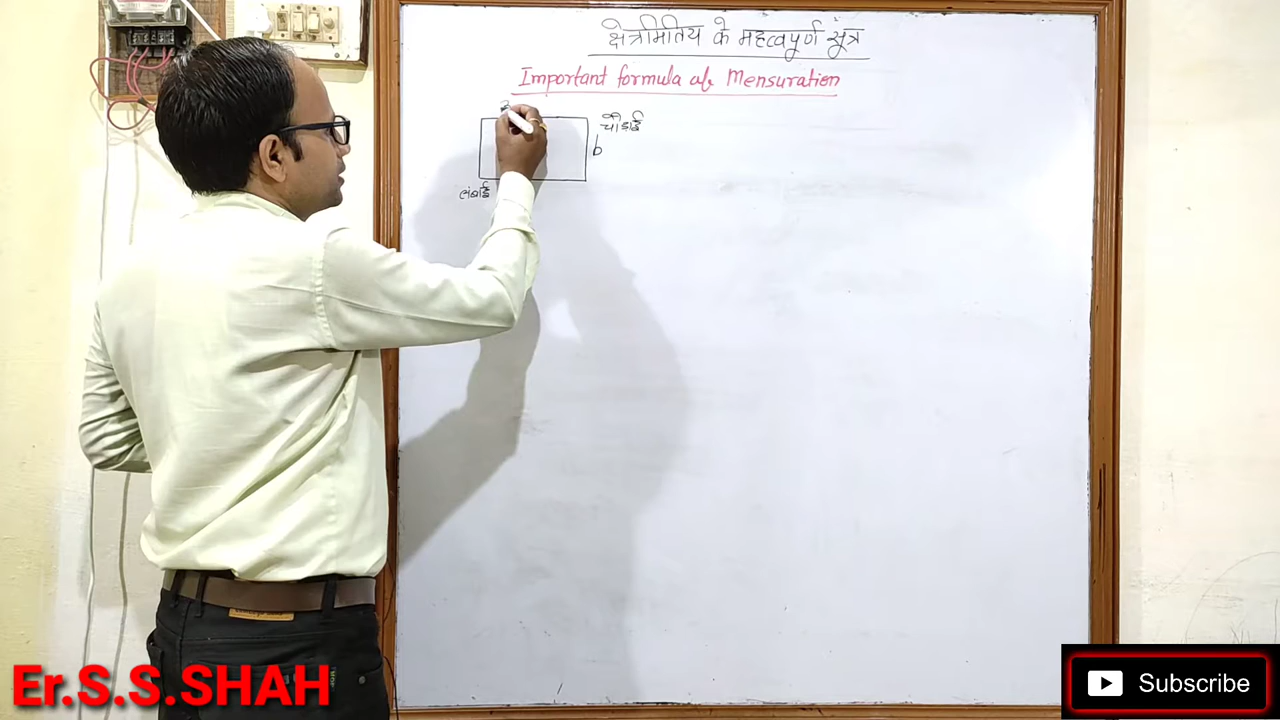 क्षेत्रमितिय के महत्वपूर्ण सूत्र
Important formula of Mensuration
चौड़ाई
b
लंबाई
Er.S.S.SHAH
Subscribe